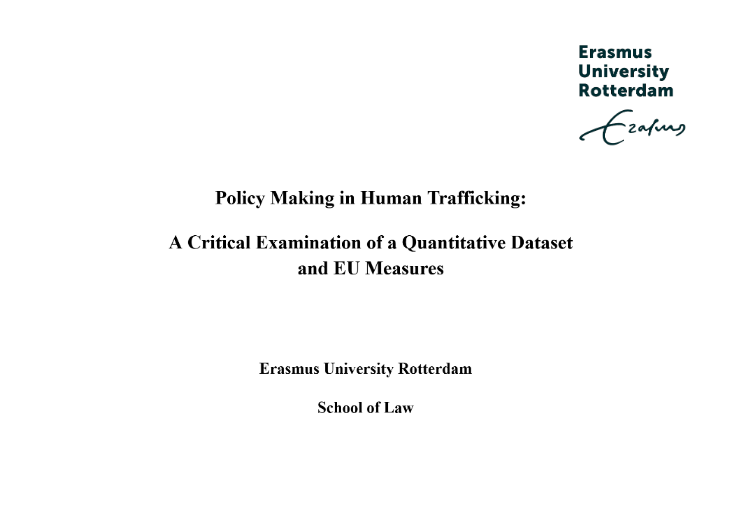 Erasmus
University
Rotterdam
Erasmus
Policy Making in Human Trafficking:
A Critical Examination of a Quantitative Dataset
and EU Measures
Erasmus University Rotterdam
School of Law